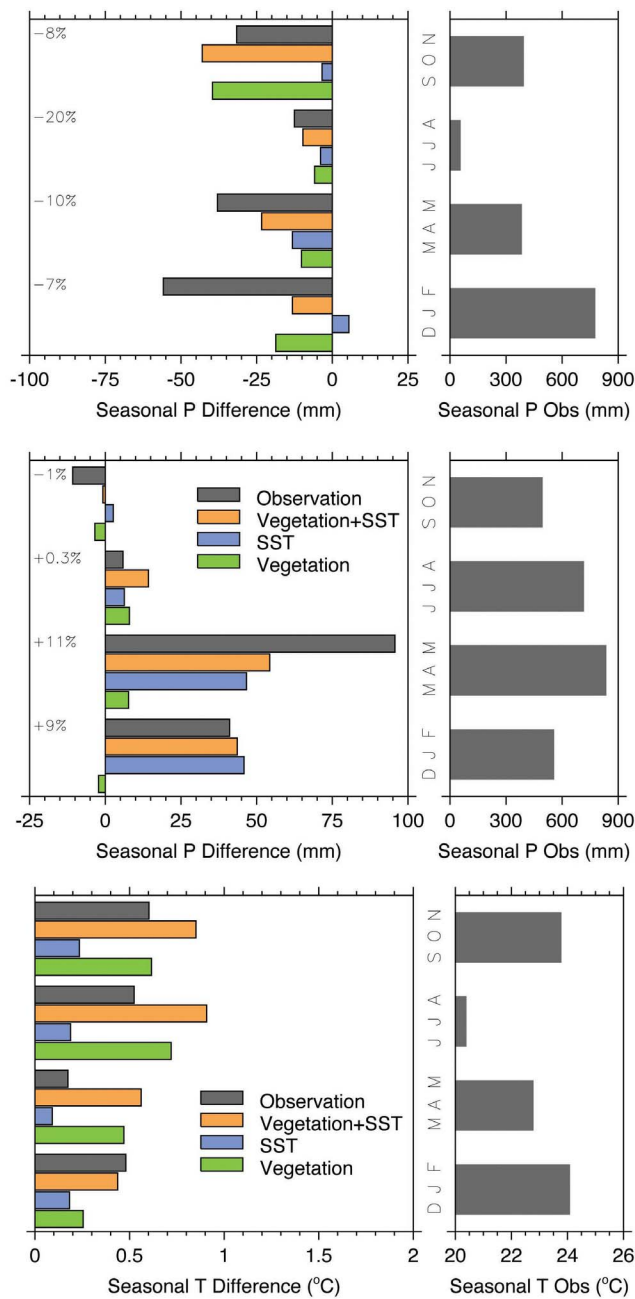 −8%
−20%
−10%
−7%
S O N
J J A
M A M
D J F
-100 -75 -50 -25 0 25
0 300 600 900
Seasonal P Difference (mm)
Seasonal P Obs (mm)
−1%
+0.3%
+11%
+9%
Observation
Vegetation+SST
SST
Vegetation
S O N
J J A
M A M
D J F
-25 0 25 50 75 100
0 300 600 900
Seasonal P Difference (mm)
Seasonal P Obs (mm)
Observation
Vegetation+SST
SST
Vegetation
S O N
J J A
M A M
D J F
0 0.5 1 1.5 2
20 22 24 26
Seasonal T Difference (°C)
Seasonal T Obs (°C)